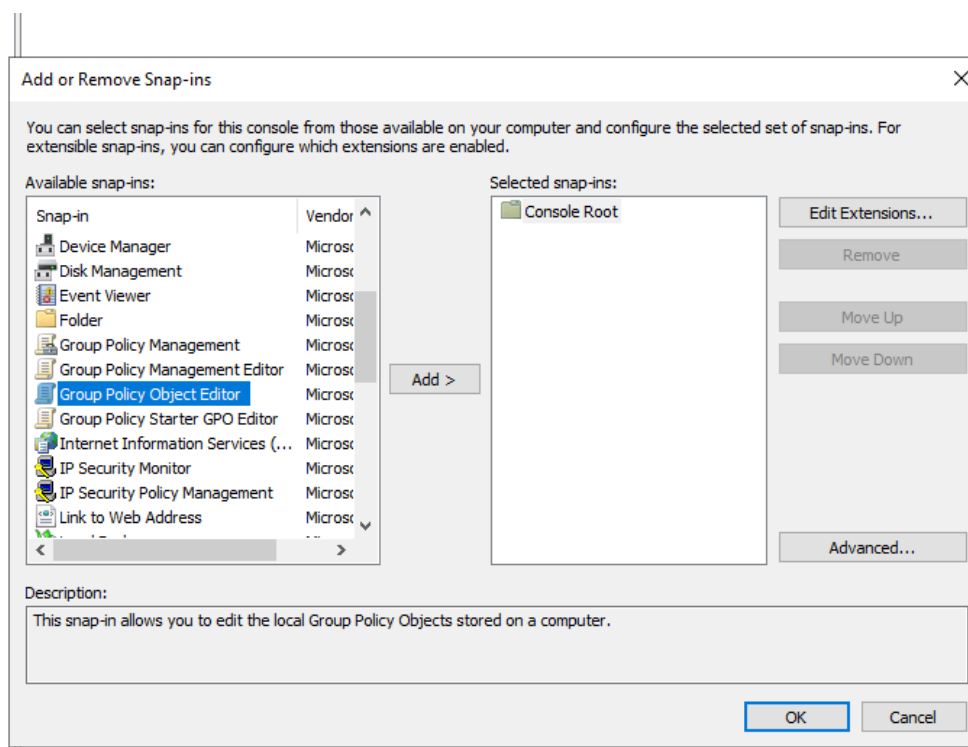 Add or Remove Snap-ins
You can select snap-ins for this console from those available on your computer and configure the selected set of snap-ins. For
extensible snap-ins, you can configure which extensions are enabled.
Available snap-ins:
Snap-in Vendor
Device Manager Microso
Disk Management Microso
Event Viewer Microso
Folder Microso
Group Policy Management Microso
Group Policy Management Editor Microso
Group Policy Object Editor Microso
Group Policy Starter GPO Editor Microso
Internet Information Services (... Microso
IP Security Monitor Microso
IP Security Policy Management Microso
Link to Web Address Microso
Add >
Selected snap-ins:
Console Root
Edit Extensions...
Remove
Move Up
Move Down
Advanced...
Description:
This snap-in allows you to edit the local Group Policy Objects stored on a computer.
OK Cancel